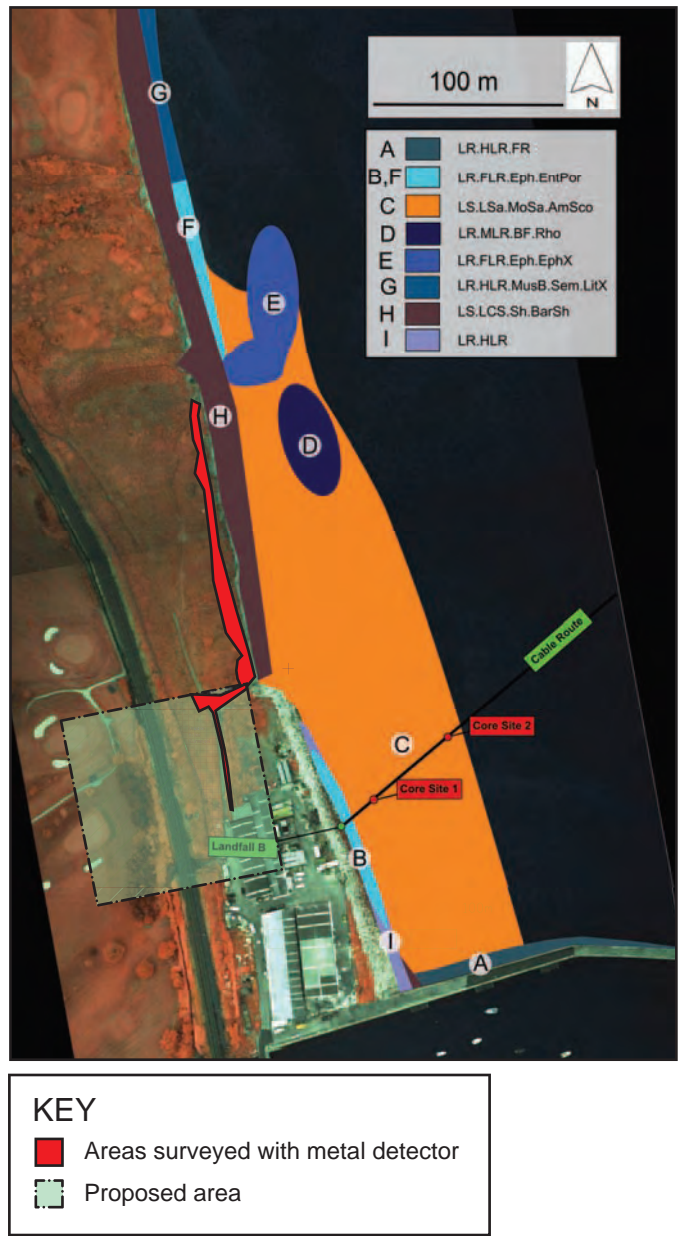 100 m
N
A LR.HLR.FR
B,F LR.FLR.Eph.EntPor
C LS.LSa.MoSa.AmSco
D LR.MLR.BF.Rho
E LR.FLR.Eph.EphX
G LR.HLR.MusB.Sem.LitX
H LS.LCS.Sh.BarSh
I LR.HLR
G
F
E
H
D
Cable Route
Core Site 2
C
Core Site 1
Landfall B
B
I
A
KEY
Areas surveyed with metal detector
Proposed area